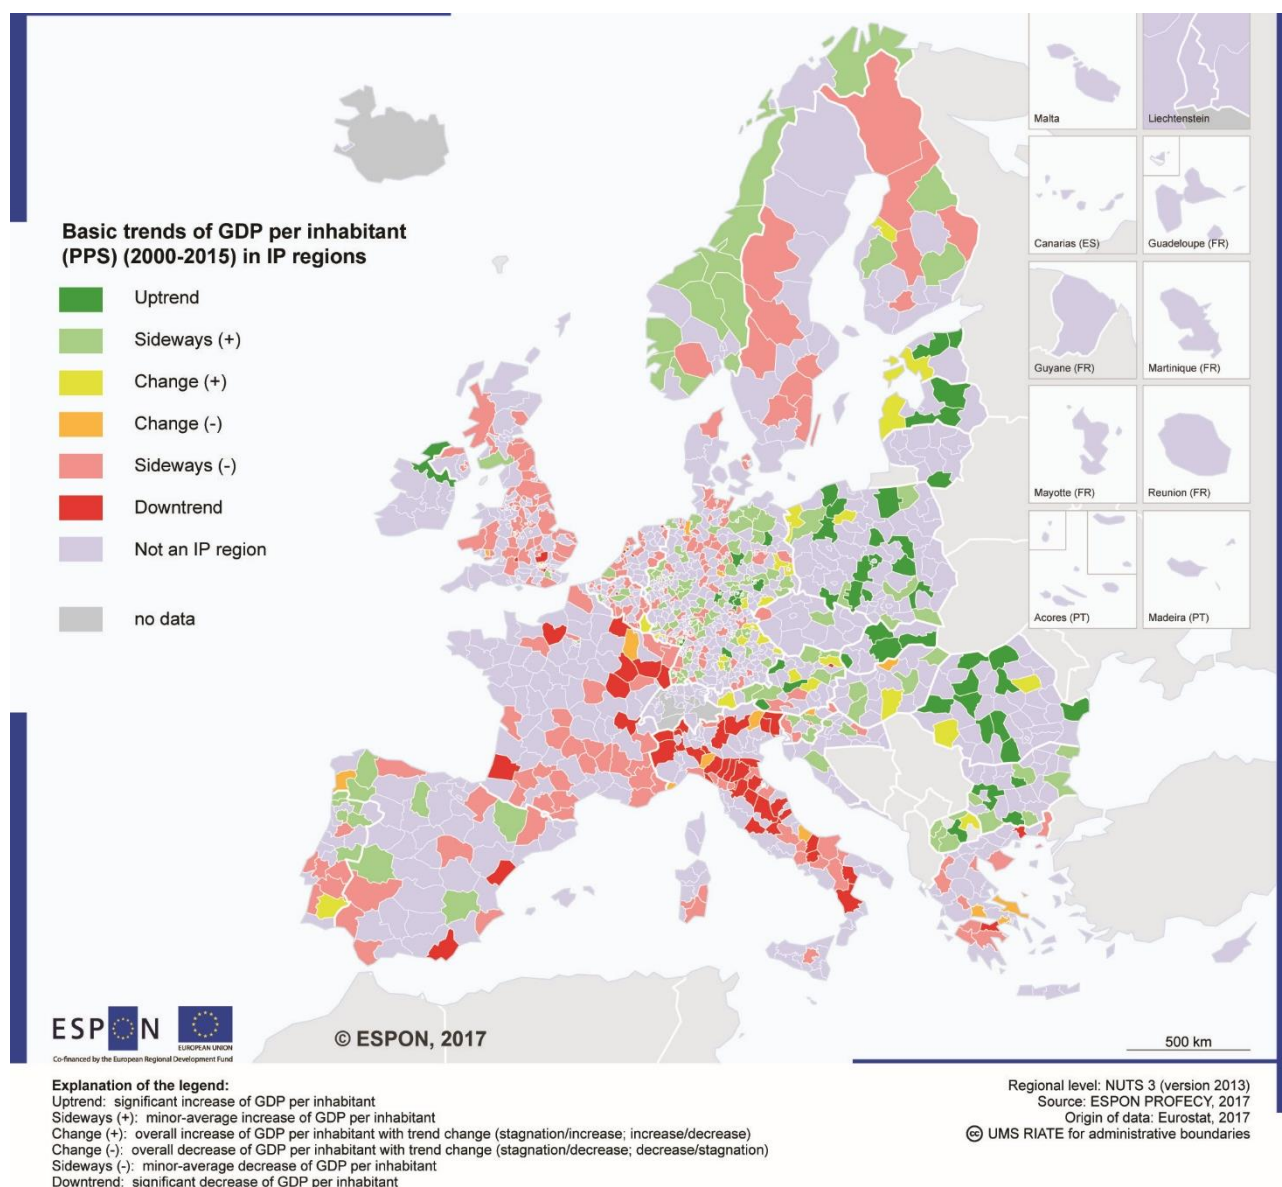 Basic trends of GDP per inhabitant
(PPS) (2000-2015) in IP regions
Uptrend
Sideways (+)
Change (+)
Change (-)
Sideways (-)
Downtrend
Not an IP region
no data
Malta
Liechtenstein
Canarias (ES)
Guadeloupe (FR)
Guyane (FR)
Martinique (FR)
Mayotte (FR)
Reunion (FR)
Acores (PT)
Madeira (PT)
ESPON
EUROPEAN UNION
Co-financed by the European Regional Development Fund
© ESPON, 2017
500 km
Explanation of the legend:
Uptrend: significant increase of GDP per inhabitant
Sideways (+): minor-average increase of GDP per inhabitant
Change (+): overall increase of GDP per inhabitant with trend change (stagnation/increase; increase/decrease)
Change (-): overall decrease of GDP per inhabitant with trend change (stagnation/decrease; decrease/stagnation)
Sideways (-): minor-average decrease of GDP per inhabitant
Downtrend: significant decrease of GDP per inhabitant
Regional level: NUTS 3 (version 2013)
Source: ESPON PROFECY, 2017
Origin of data: Eurostat, 2017
cc UMS RIATE for administrative boundaries